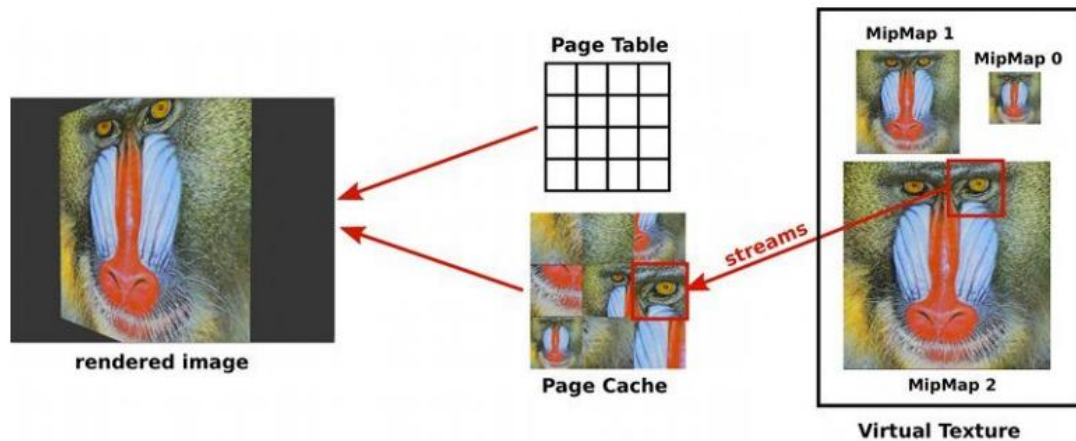 Page Table
MipMap 1
MipMap 0
streams
rendered image
Page Cache
MipMap 2
Virtual Texture